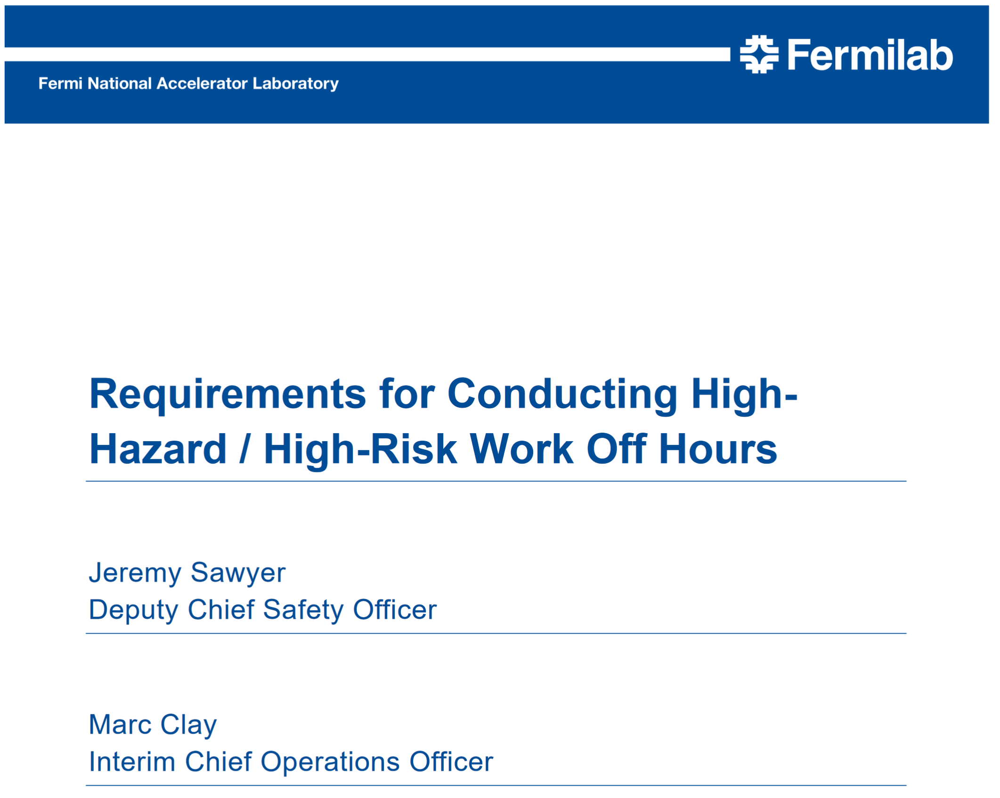 Fermilab
Fermi National Accelerator Laboratory
Requirements for Conducting High-
Hazard / High-Risk Work Off Hours
Jeremy Sawyer
Deputy Chief Safety Officer
Marc Clay
Interim Chief Operations Officer